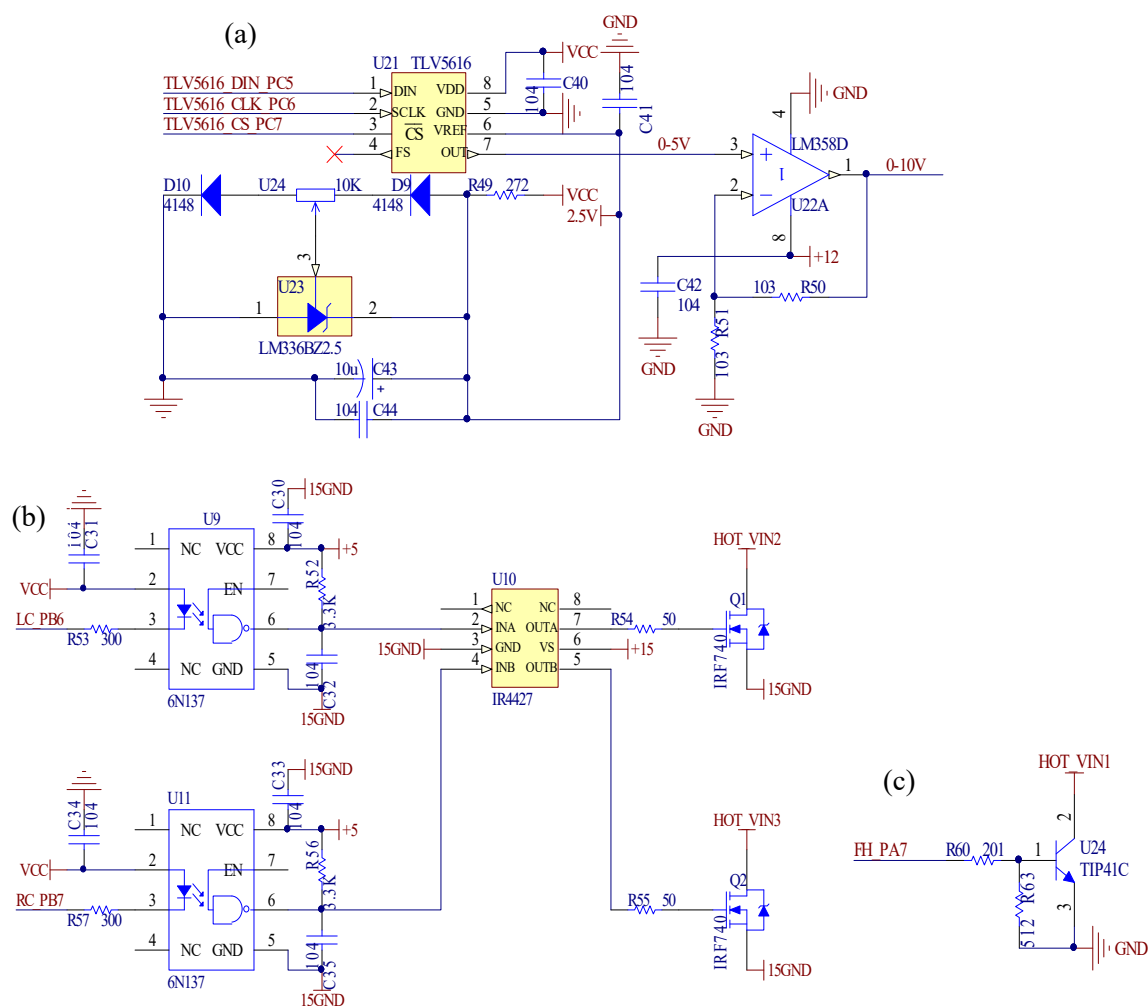 (a)
GND
U21 TLV5616
VCC
104
C40
104
C41
TLV5616_DIN_PC5 1 DIN VDD 8
TLV5616_CLK_PC6 2 SCLK GND 5
TLV5616_CS_PC7 3 CS VREF 6
4 FS OUT 7
0-5V
GND
4
LM358D
3 + 1 0-10V
2 −
1
U22A
8
+12
D10 U24 10K D9 R49 272
4148 4148
VCC
2.5V
3
U23
1 2
LM336BZ2.5
C42
104
GND
103 R50
R51
103
GND
10u C43
+
104 C44
(b)
104
C31
U9
C30
104
15GND
1 NC VCC 8
+5
VCC 2 EN 7
R52
3.3K
LC_PB6 R53 300 3 6
4 NC GND 5
6N137
104
C32
15GND
U10
1 NC NC 8
2 INA OUTA 7
15GND 3 GND VS 6 +15
4 INB OUTB 5
IR4427
R54 50
HOT_VIN2
Q1
IRF740
15GND
C34
104
U11
C33
104
15GND
1 NC VCC 8
+5
VCC 2 EN 7
R56
3.3K
RC_PB7 R57 300 3 6
4 NC GND 5
6N137
104
C35
15GND
R55 50
HOT_VIN3
Q2
IRF740
15GND
(c)
HOT_VIN1
2
FH_PA7 R60 201 1 U24
TIP41C
R63
512
3
GND